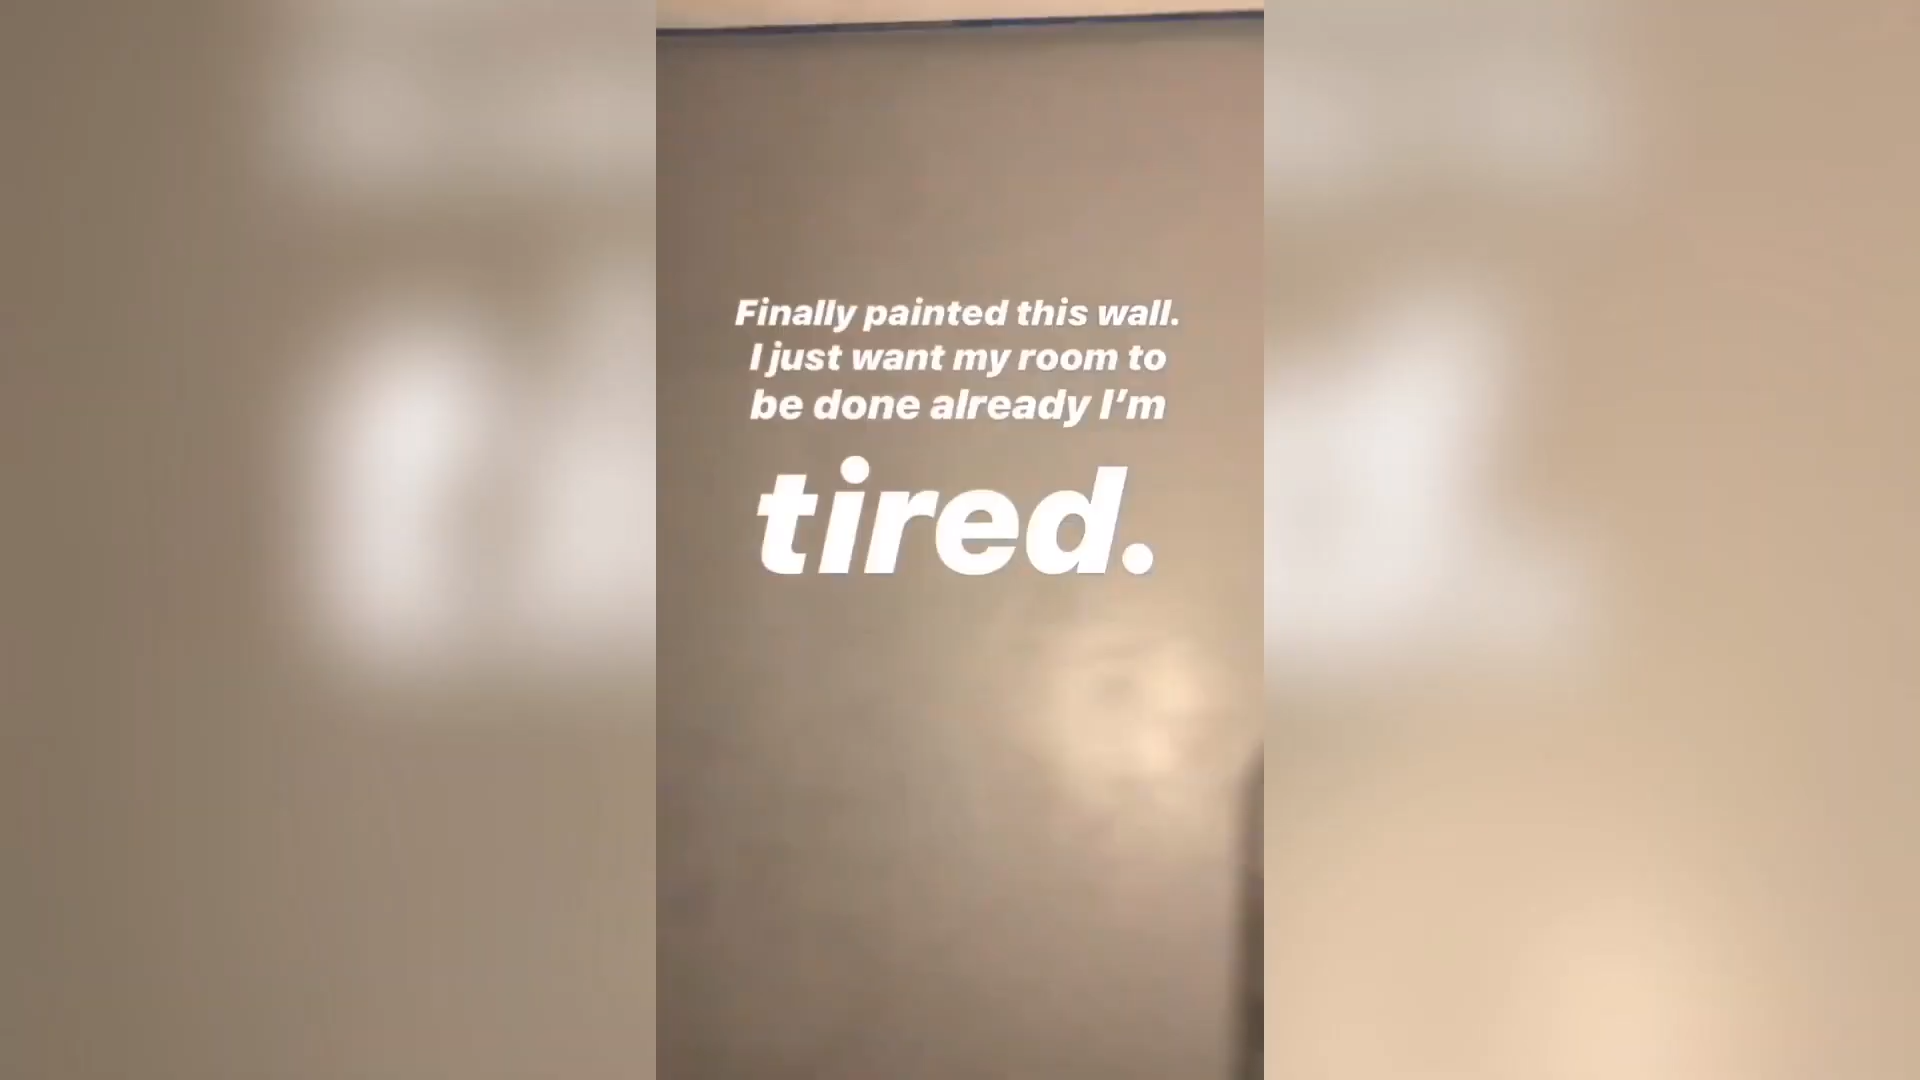 Finally painted this wall.
I just want my room to
be done already I’m
tired.